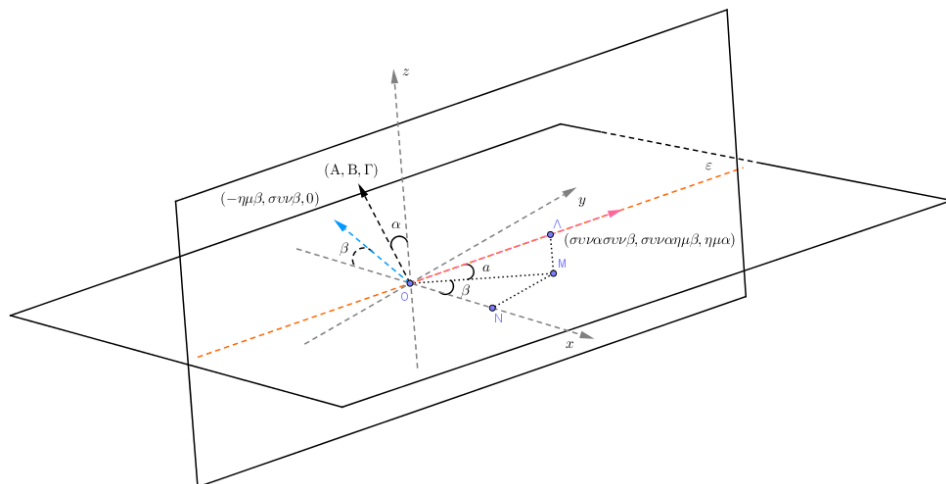 z
ε
(Α, Β, Γ)
(−ημβ, συνβ, 0)
y
α
Λ
(συνασυνβ, συναημβ, ημα)
β
a
M
β
O
N
x